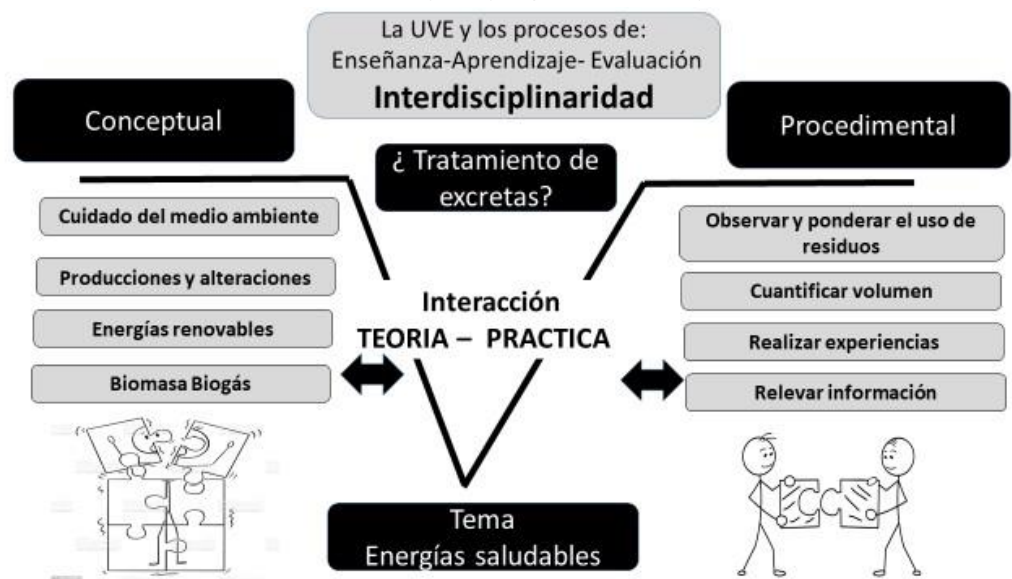 La UVE y los procesos de:
Enseñanza-Aprendizaje- Evaluación
Interdisciplinaridad
Conceptual
Procedimental
¿ Tratamiento de
excretas?
Cuidado del medio ambiente
Producciones y alteraciones
Energías renovables
Biomasa Biogás
Interacción
TEORIA – PRACTICA
Observar y ponderar el uso de
residuos
Cuantificar volumen
Realizar experiencias
Relevar información
Tema
Energías saludables